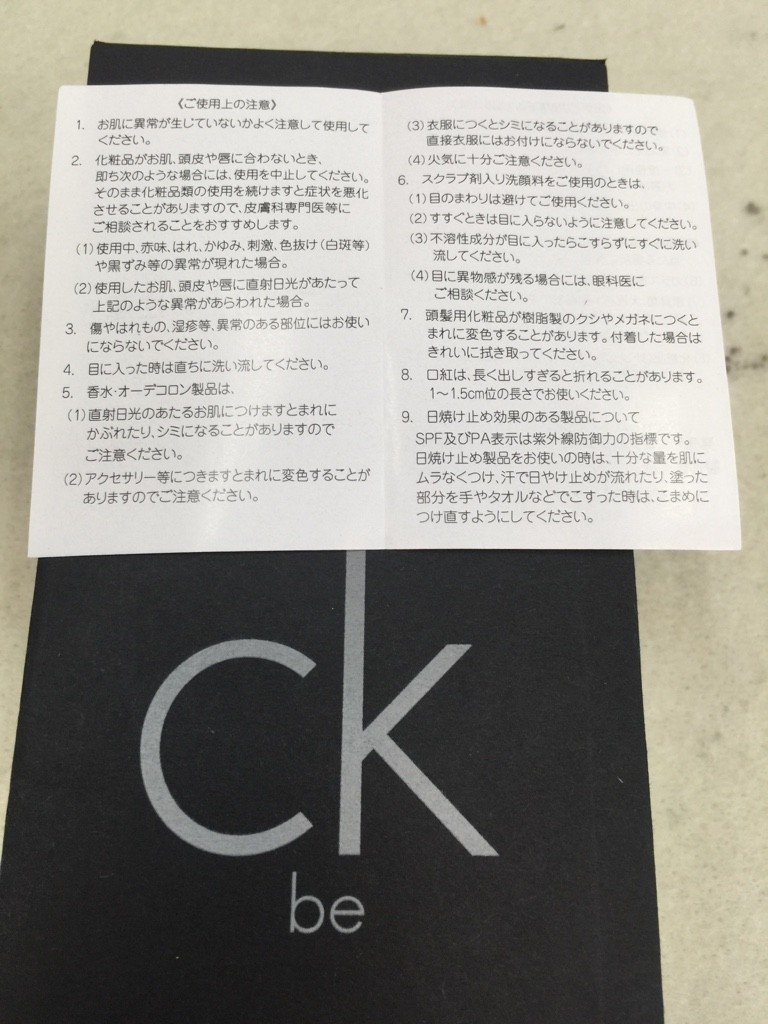 《ご使用上の注意》
1. お肌に異常が生じていないかよく注意して使用して
ください。
2. 化粧品がお肌、頭皮や唇に合わないとき、
即ち次のような場合には、使用を中止してください。
そのまま化粧品類の使用を続けますと症状を悪化
させることがありますので、皮膚科専門医等に
ご相談されることをおすすめします。
(1)使用中、赤味、はれ、かゆみ、刺激、色抜け(白斑等)
や黒ずみ等の異常が現れた場合。
(2)使用したお肌、頭皮や唇に直射日光があたって
上記のような異常があらわれた場合。
3. 傷やはれもの、湿疹等、異常のある部位にはお使い
にならないでください。
4. 目に入った時は直ちに洗い流してください。
5. 香水・オーデコロン製品は、
(1)直射日光のあたるお肌につけますとまれに
かぶれたり、シミになることがありますので
ご注意ください。
(2)アクセサリー等につきますとまれに変色することが
ありますのでご注意ください。
(3)衣服につくとシミになることがありますので
直接衣服にはお付けにならないでください。
(4)火気に十分ご注意ください。
6. スクラブ剤入り洗顔料をご使用のときは、
(1)目のまわりは避けてご使用ください。
(2)すすぐときは目に入らないように注意してください。
(3)不溶性成分が目に入ったらこすらずにすぐに洗い
流してください。
(4)目に異物感が残る場合には、眼科医に
ご相談ください。
7. 頭髪用化粧品が樹脂製のクシやメガネにつくと
まれに変色することがあります。付着した場合は
きれいに拭き取ってください。
8. 口紅は、長く出しすぎると折れることがあります。
1〜1.5cm位の長さでお使いください。
9. 日焼け止め効果のある製品について
SPF及びPA表示は紫外線防御力の指標です。
日焼け止め製品をお使いの時は、十分な量を肌に
ムラなくつけ、汗で日やけ止めが流れたり、塗った
部分を手やタオルなどでこすった時は、こまめに
つけ直すようにしてください。
ck
be